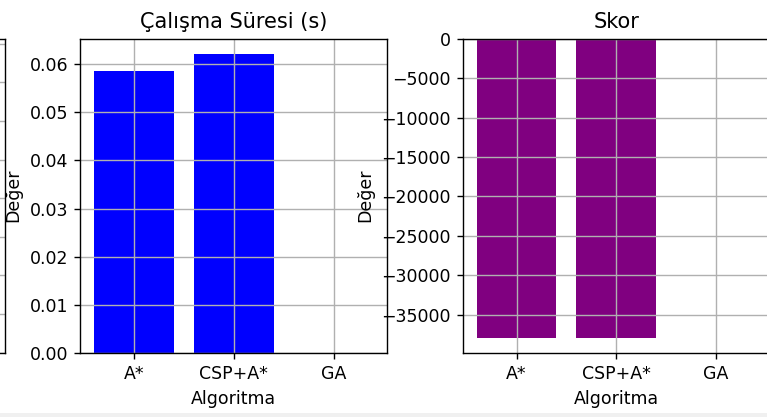 Çalışma Süresi (s)
0.06
0.05
0.04
0.03
0.02
0.01
0.00
Değer
A*
CSP+A*
GA
Algoritma
Skor
0
−5000
−10000
−15000
−20000
−25000
−30000
−35000
Değer
A*
CSP+A*
GA
Algoritma